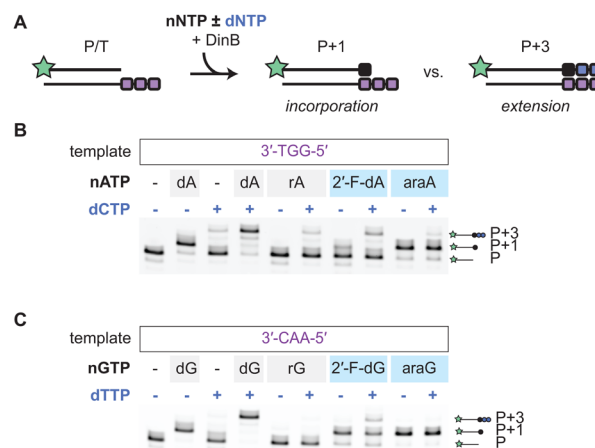 A
P/T
nNTP ± dNTP
+ DinB
P+1
incorporation
vs.
P+3
extension
B
template 3′-TGG-5′
nATP - dA - dA rA 2′-F-dA araA
dCTP - - + + - + - + - +
P+3
P+1
P
C
template 3′-CAA-5′
nGTP - dG - dG rG 2′-F-dG araG
dTTP - - + + - + - + - +
P+3
P+1
P